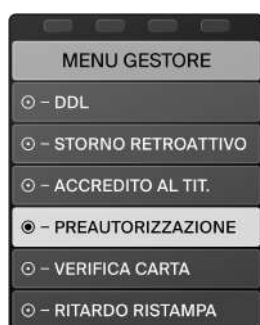 MENU GESTORE
– DDL
– STORNO RETROATTIVO
– ACCREDITO AL TIT.
– PREAUTORIZZAZIONE
– VERIFICA CARTA
– RITARDO RISTAMPA